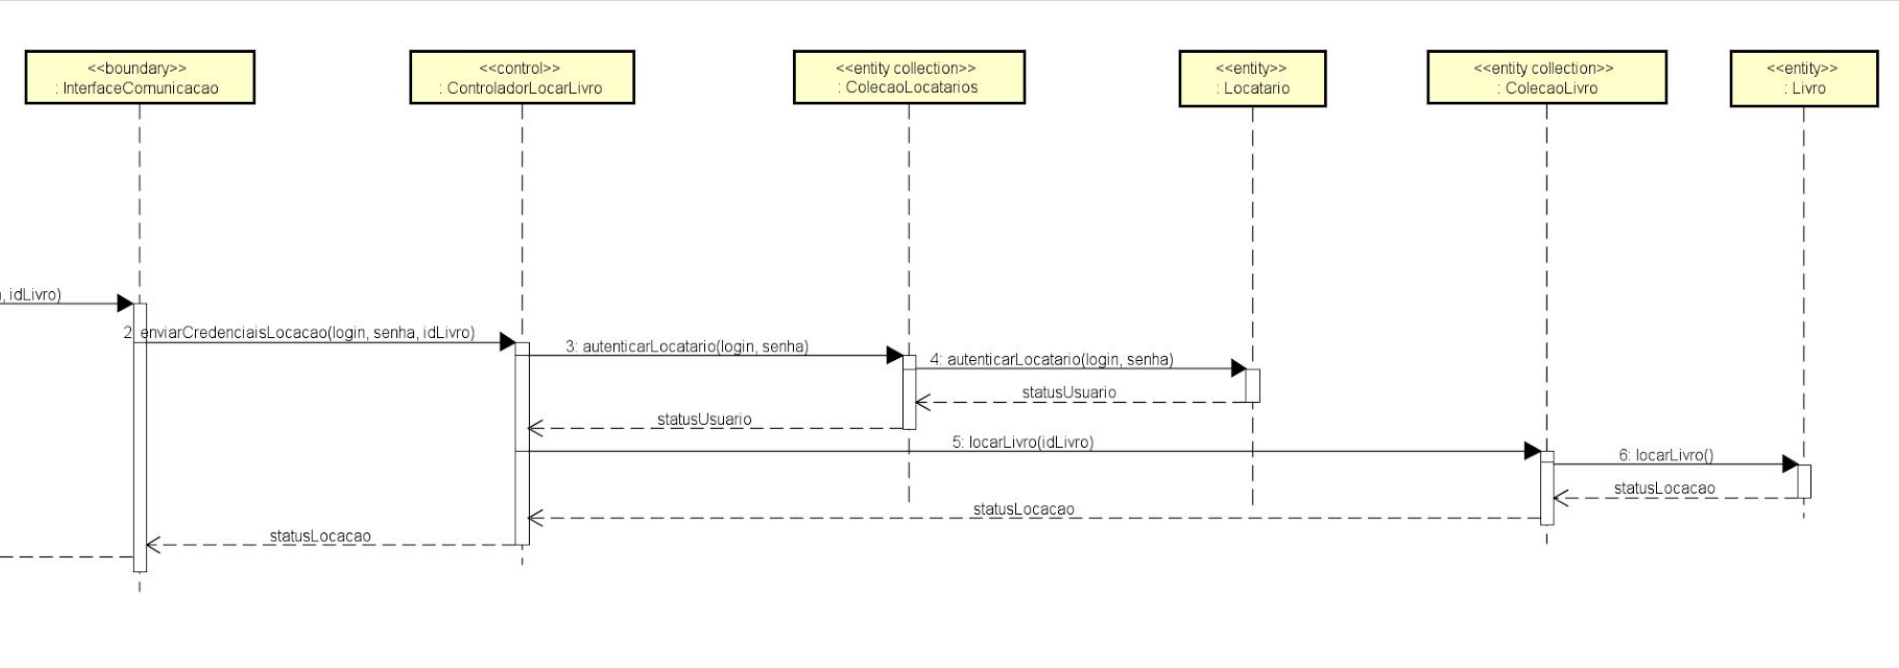 <<boundary>>
: InterfaceComunicacao
<<control>>
: ControladorLocarLivro
<<entity collection>>
: ColecaoLocatarios
<<entity>>
: Locatario
<<entity collection>>
: ColecaoLivro
<<entity>>
: Livro
, idLivro)
2 enviarCredenciaisLocacao(login, senha, idLivro)
3: autenticarLocatario(login, senha)
4: autenticarLocatario(login, senha)
statusUsuario
statusUsuario
5: locarLivro(idLivro)
6: locarLivro()
statusLocacao
statusLocacao
statusLocacao